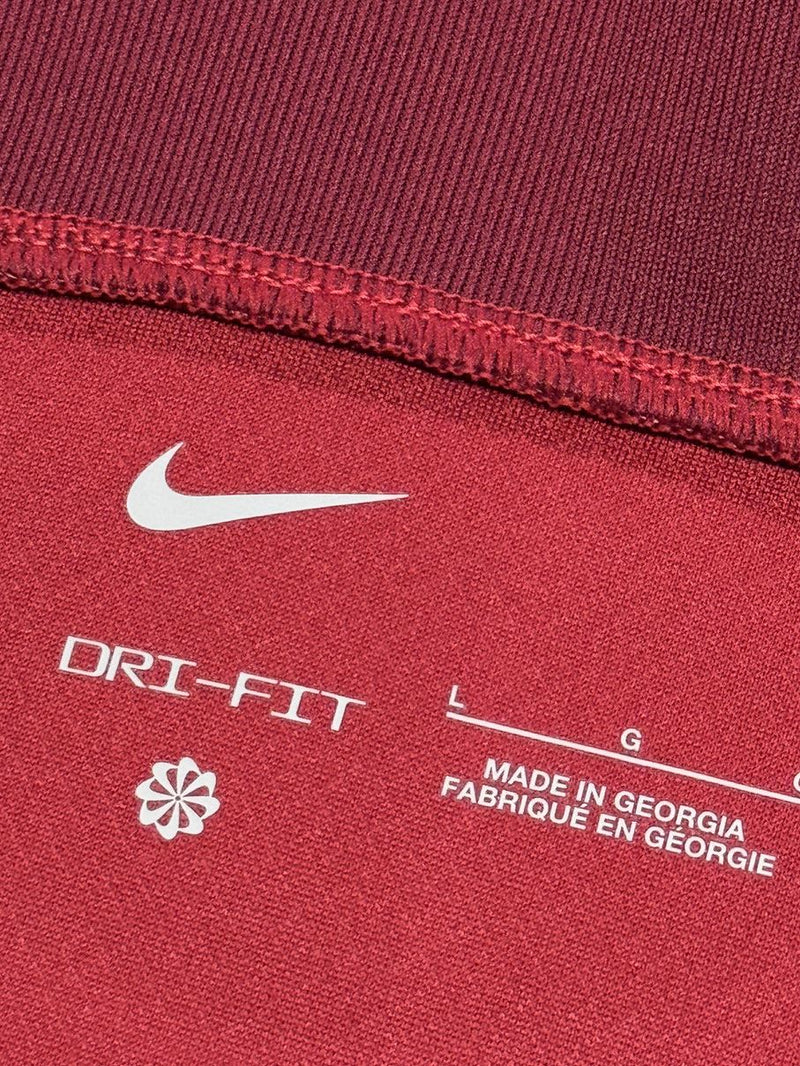 DRI-FIT
L
G
MADE IN GEORGIA
FABRIQUÉ EN GÉORGIE